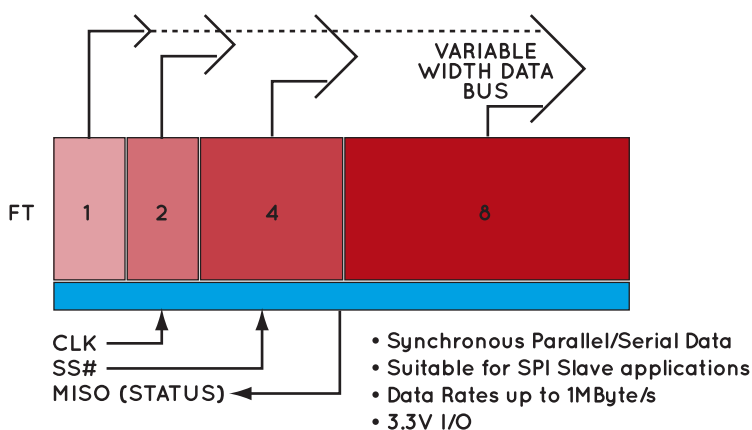 VARIABLE
WIDTH DATA
BUS
FT 1 2 4 8
CLK
SS#
MISO (STATUS)
• Synchronous Parallel/Serial Data
• Suitable for SPI Slave applications
• Data Rates up to 1MByte/s
• 3.3V I/O